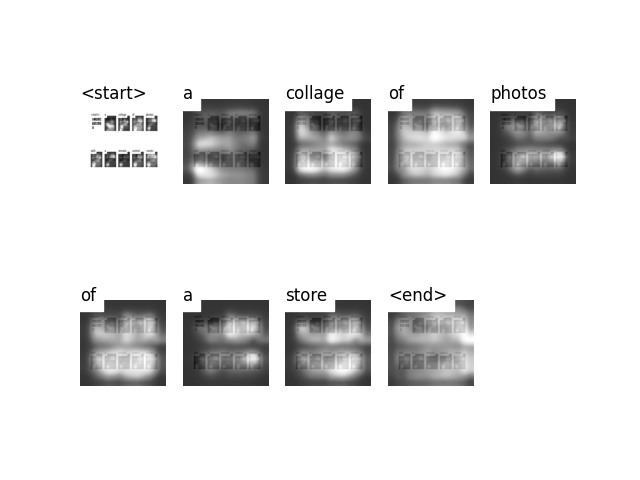 <start> a collage of photos
of a store <end>